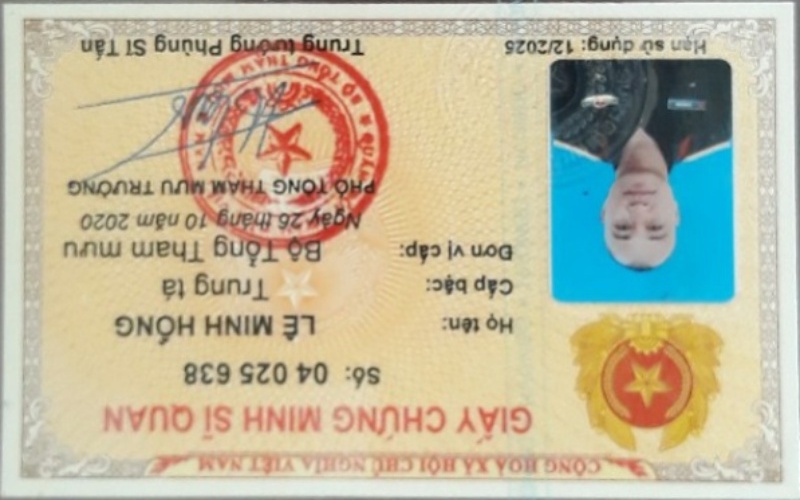 CỘNG HOÀ XÃ HỘI CHỦ NGHĨA VIỆT NAM
GIẤY CHỨNG MINH SĨ QUAN
Số: 04 025 638
Họ tên: LÊ MINH HỒNG
Cấp bậc: Trung tá
Đơn vị cấp: Bộ Tổng Tham mưu
Ngày 26 tháng 10 năm 2020
PHÓ TỔNG THAM MƯU TRƯỞNG
Hạn sử dụng: 12/2025
Trung tướng Phùng Sĩ Tấn